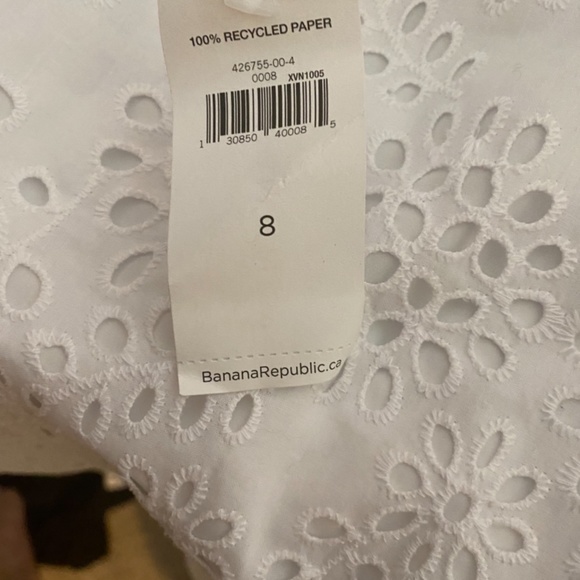 100% RECYCLED PAPER
426755-00-4
0008 XVN1005
1 30850 40008 5
8
BananaRepublic.ca